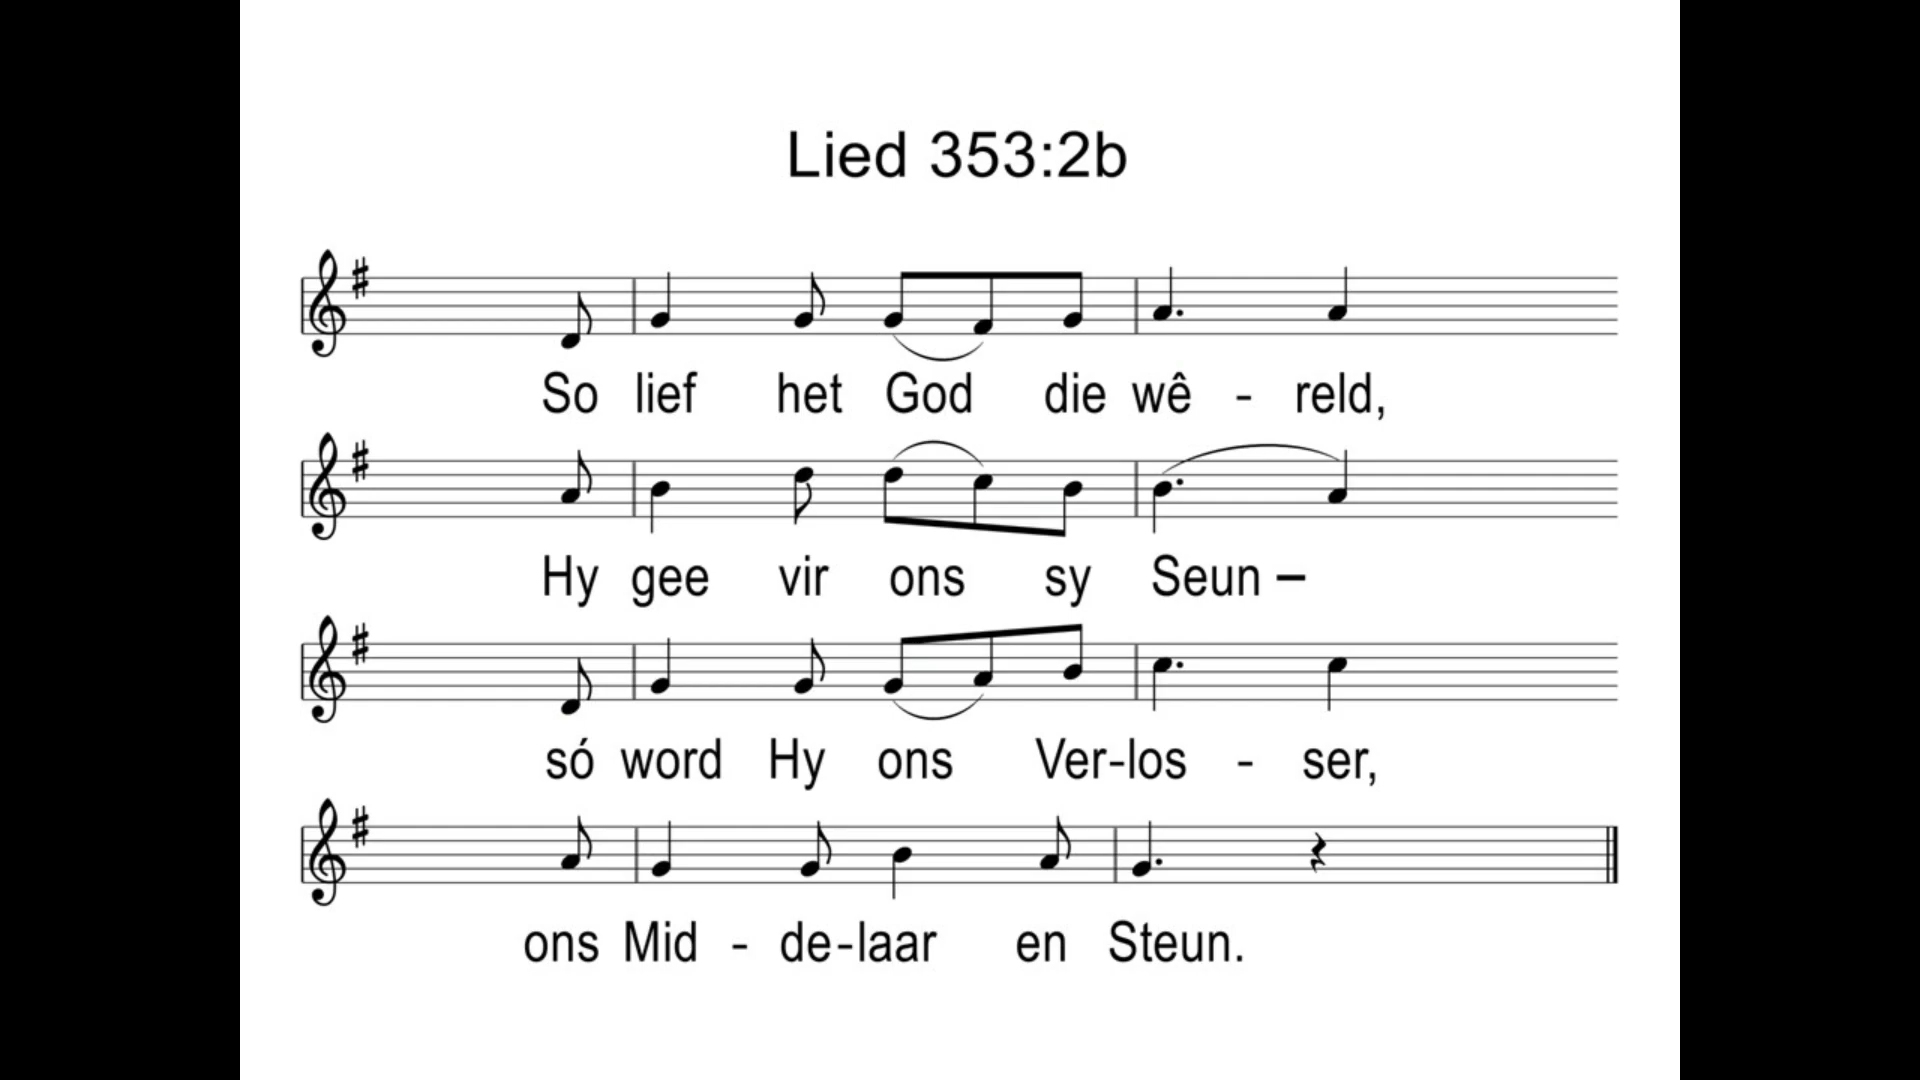 Lied 353:2b
So lief het God die wê - reld,
Hy gee vir ons sy Seun –
só word Hy ons Ver-los - ser,
ons Mid - de-laar en Steun.